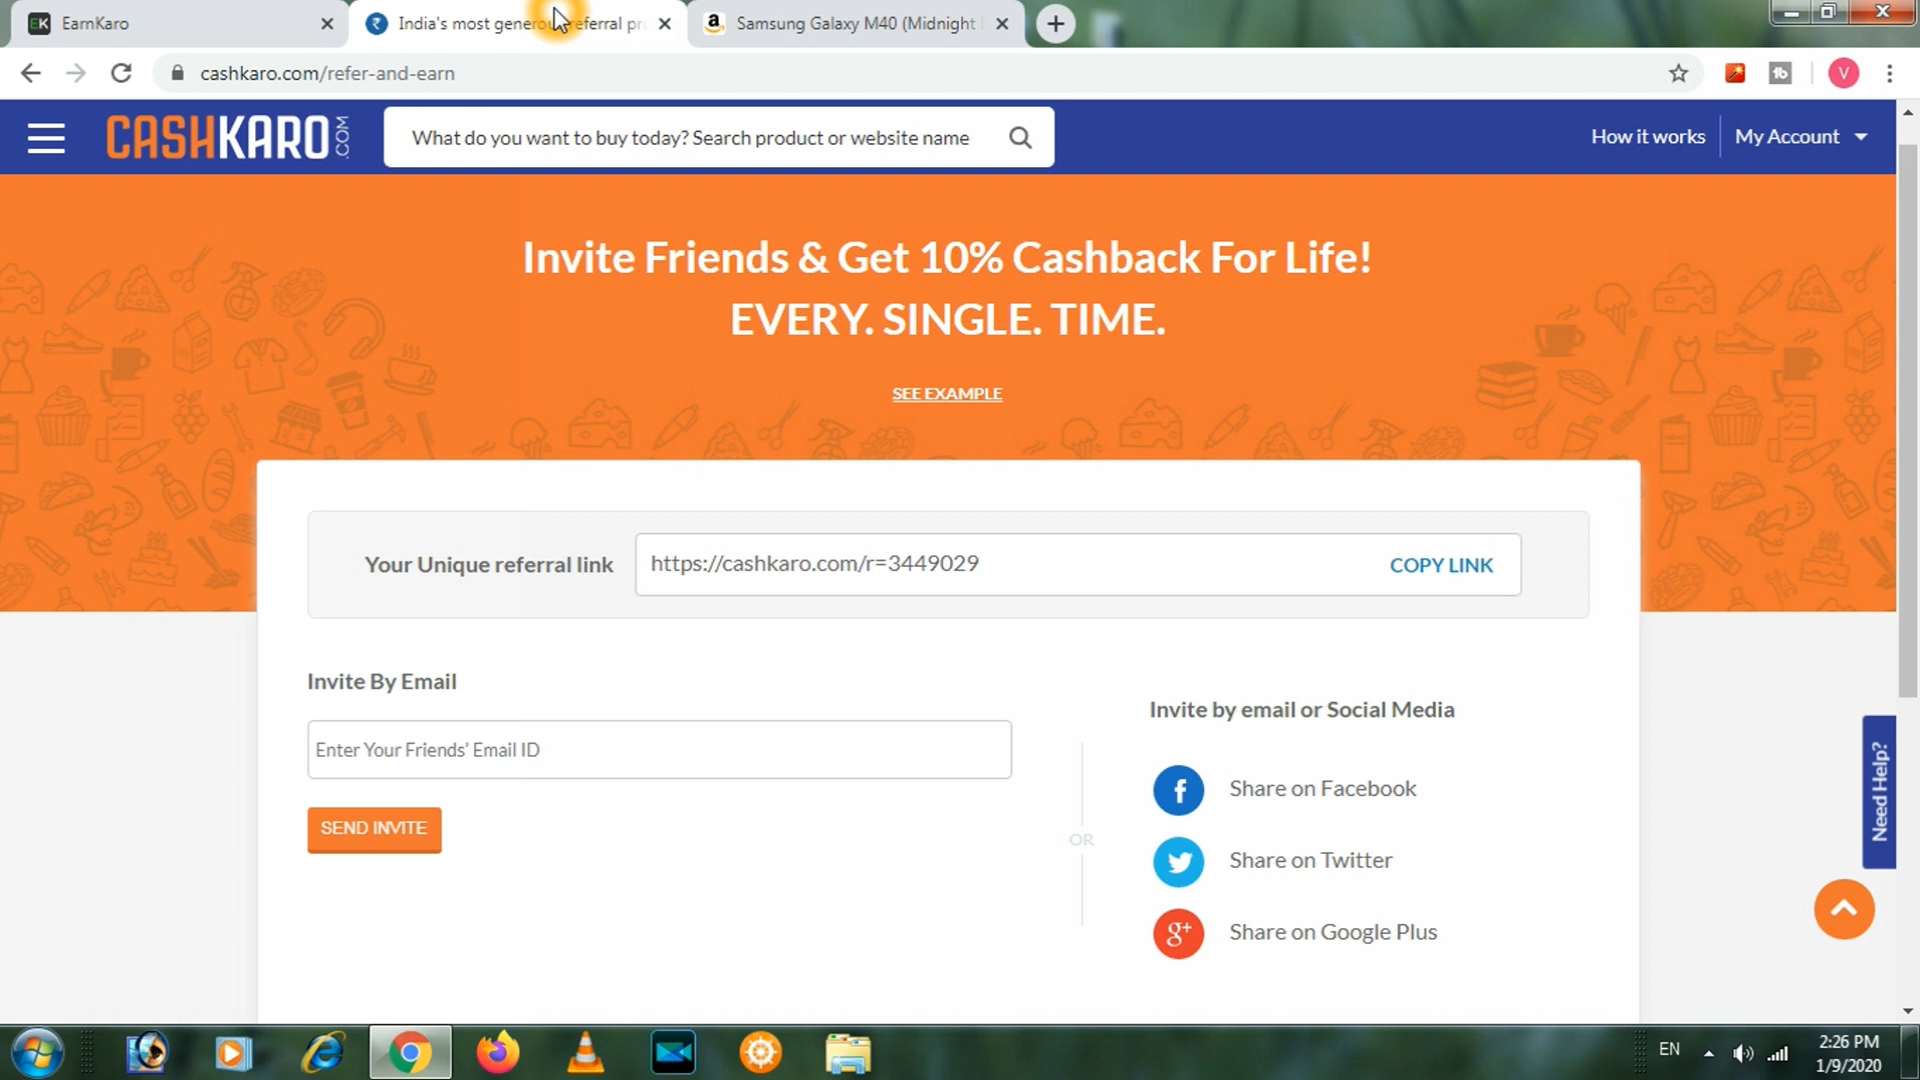 EK EarnKaro
India's most generous referral pr
Samsung Galaxy M40 (Midnight
cashkaro.com/refer-and-earn
V
CASHKARO.COM
What do you want to buy today? Search product or website name
How it works
My Account
Invite Friends & Get 10% Cashback For Life!
EVERY. SINGLE. TIME.
SEE EXAMPLE
Your Unique referral link
https://cashkaro.com/r=3449029
COPY LINK
Invite By Email
Enter Your Friends' Email ID
SEND INVITE
OR
Invite by email or Social Media
Share on Facebook
Share on Twitter
Share on Google Plus
Need Help?
EN
2:26 PM
1/9/2020